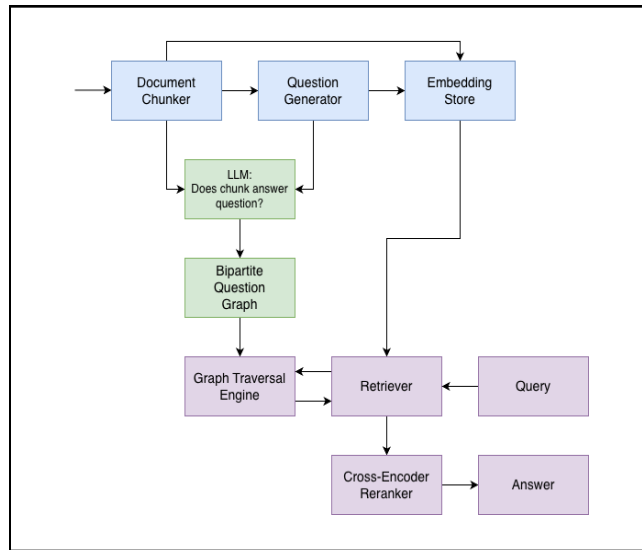 Document
Chunker
Question
Generator
Embedding
Store
LLM:
Does chunk answer
question?
Bipartite
Question
Graph
Graph Traversal
Engine
Retriever
Query
Cross-Encoder
Reranker
Answer